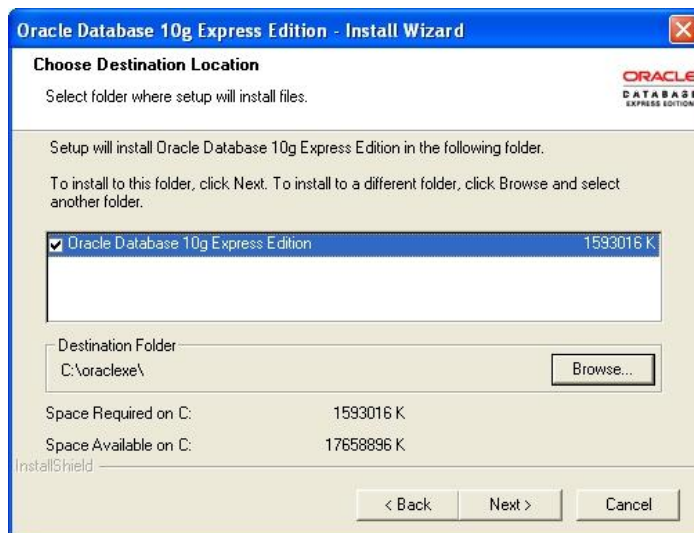 Oracle Database 10g Express Edition - Install Wizard
Choose Destination Location
Select folder where setup will install files.
ORACLE
DATABASE
EXPRESS EDITION
Setup will install Oracle Database 10g Express Edition in the following folder.
To install to this folder, click Next. To install to a different folder, click Browse and select
another folder.
Oracle Database 10g Express Edition 1593016 K
Destination Folder
C:\oraclexe\
Browse...
Space Required on C: 1593016 K
Space Available on C: 17658896 K
InstallShield
< Back Next > Cancel